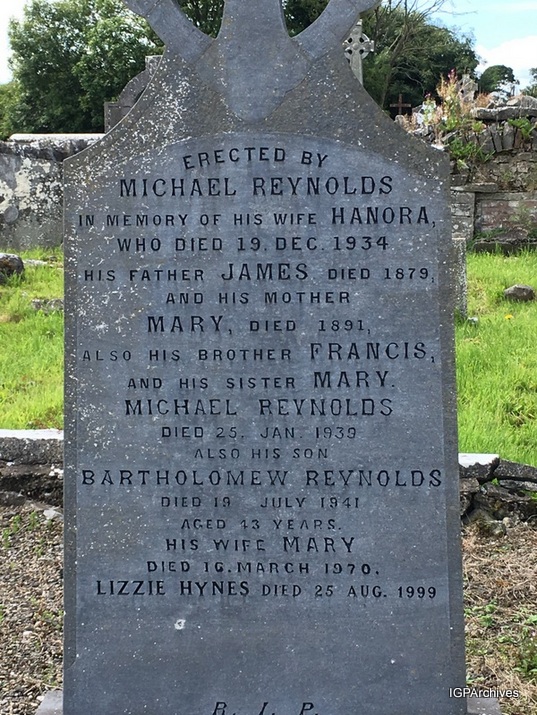 ERECTED BY
MICHAEL REYNOLDS
IN MEMORY OF HIS WIFE HANORA,
WHO DIED 19, DEC. 1934
HIS FATHER JAMES DIED 1879,
AND HIS MOTHER
MARY, DIED 1891,
ALSO HIS BROTHER FRANCIS,
AND HIS SISTER MARY.
MICHAEL REYNOLDS
DIED 25, JAN. 1939
ALSO HIS SON
BARTHOLOMEW REYNOLDS
DIED 19 JULY 1941
AGED 43 YEARS.
HIS WIFE MARY
DIED 16. MARCH 1970.
LIZZIE HYNES DIED 25 AUG. 1999
R. I. P.
IGPArchives